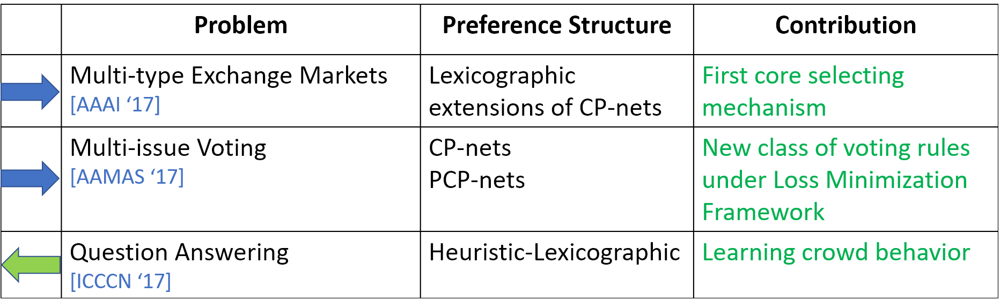 Problem
Preference Structure
Contribution
Multi-type Exchange Markets
[AAAI ‘17]
Lexicographic
extensions of CP-nets
First core selecting
mechanism
Multi-issue Voting
[AAMAS ‘17]
CP-nets
PCP-nets
New class of voting rules
under Loss Minimization
Framework
Question Answering
[ICCCN ‘17]
Heuristic-Lexicographic
Learning crowd behavior